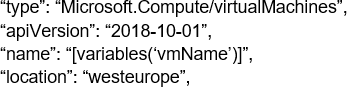 “type”: “Microsoft.Compute/virtualMachines”,
“apiVersion”: “2018-10-01”,
“name”: “[variables(‘vmName’)]”,
“location”: “westeurope”,